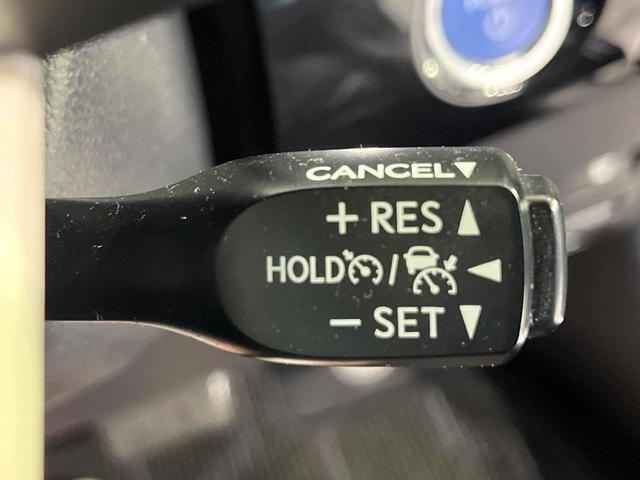 CANCEL▼
+ RES ▲
HOLD / ◀
− SET ▼